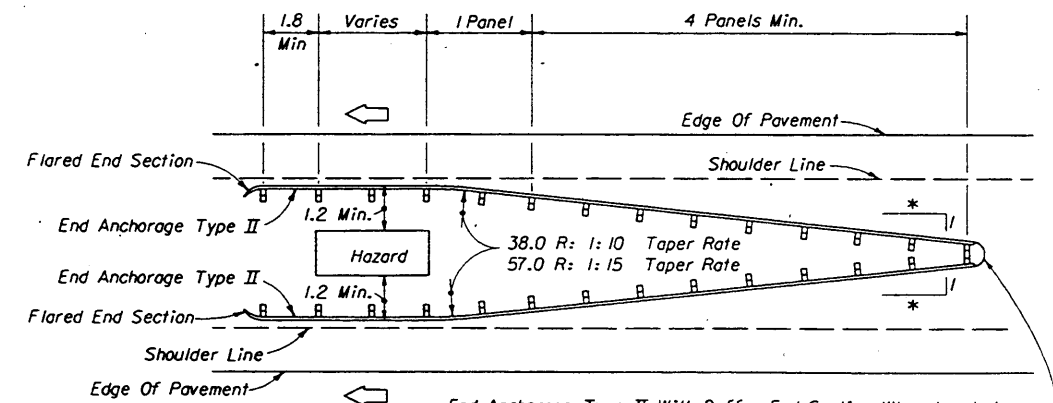 1.8
Min
Varies
1 Panel
4 Panels Min.
Edge Of Pavement
Flared End Section
Shoulder Line
End Anchorage Type II
1.2 Min.
*
1
Hazard
38.0 R: 1:10 Taper Rate
57.0 R: 1:15 Taper Rate
End Anchorage Type II
1.2 Min.
1
*
Flared End Section
Shoulder Line
Edge Of Pavement
End Anchorage Type II With Buffer End Section